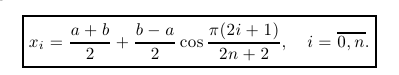 $x_i = \frac{a+b}{2} + \frac{b-a}{2} \cos \frac{\pi(2i+1)}{2n+2}, \quad i = \overline{0,n}.$